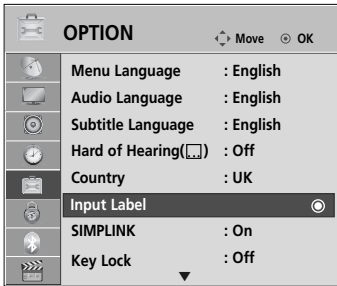 OPTION Move OK
Menu Language : English
Audio Language : English
Subtitle Language : English
Hard of Hearing( ) : Off
Country : UK
Input Label
SIMPLINK : On
Key Lock : Off